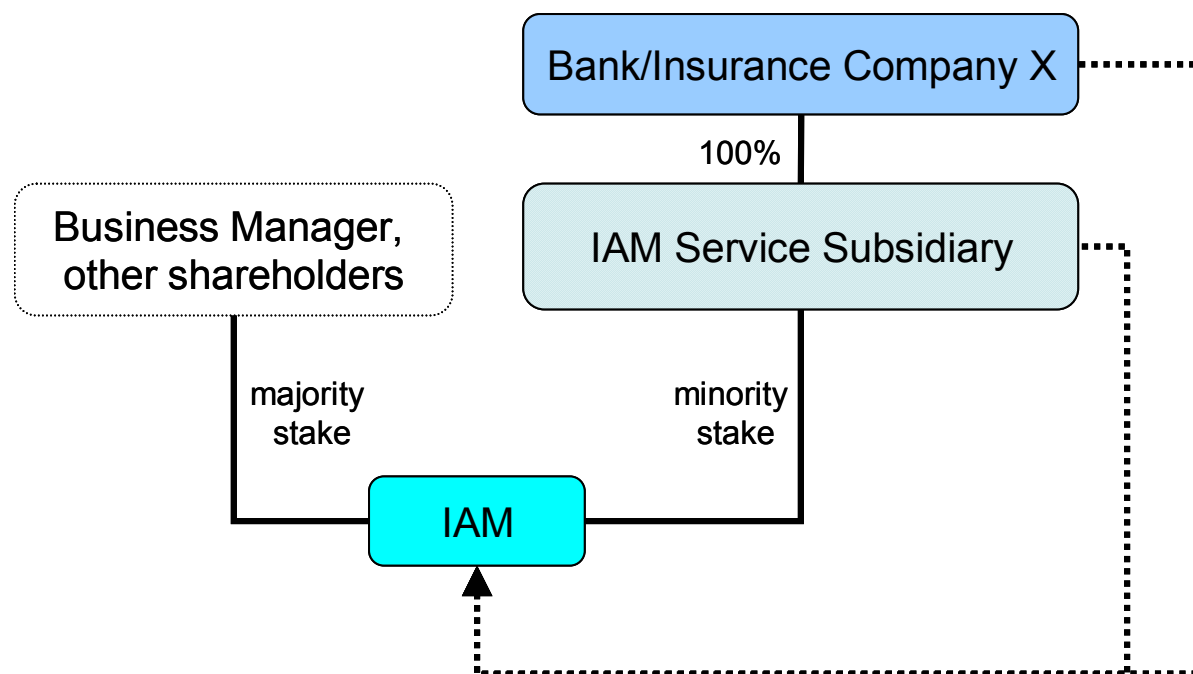 Bank/Insurance Company X
100%
Business Manager,
other shareholders
IAM Service Subsidiary
majority
stake
minority
stake
IAM